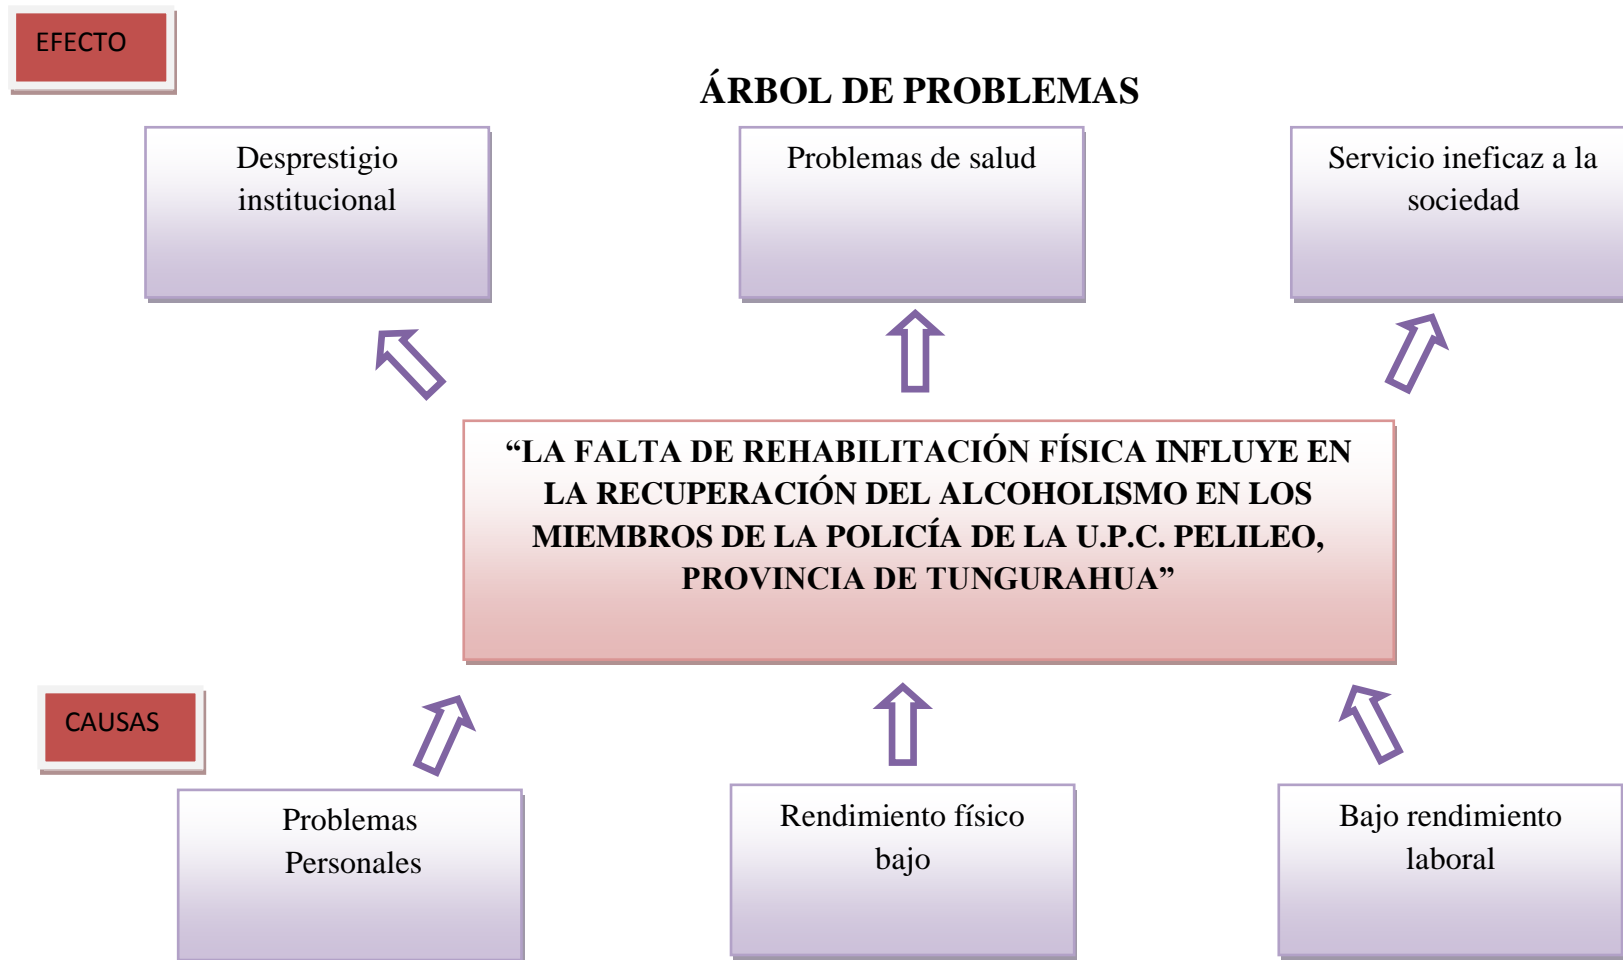 EFECTO
ÁRBOL DE PROBLEMAS
Desprestigio
institucional
Problemas de salud
Servicio ineficaz a la
sociedad
“LA FALTA DE REHABILITACIÓN FÍSICA INFLUYE EN
LA RECUPERACIÓN DEL ALCOHOLISMO EN LOS
MIEMBROS DE LA POLICÍA DE LA U.P.C. PELILEO,
PROVINCIA DE TUNGURAHUA”
CAUSAS
Problemas
Personales
Rendimiento físico
bajo
Bajo rendimiento
laboral